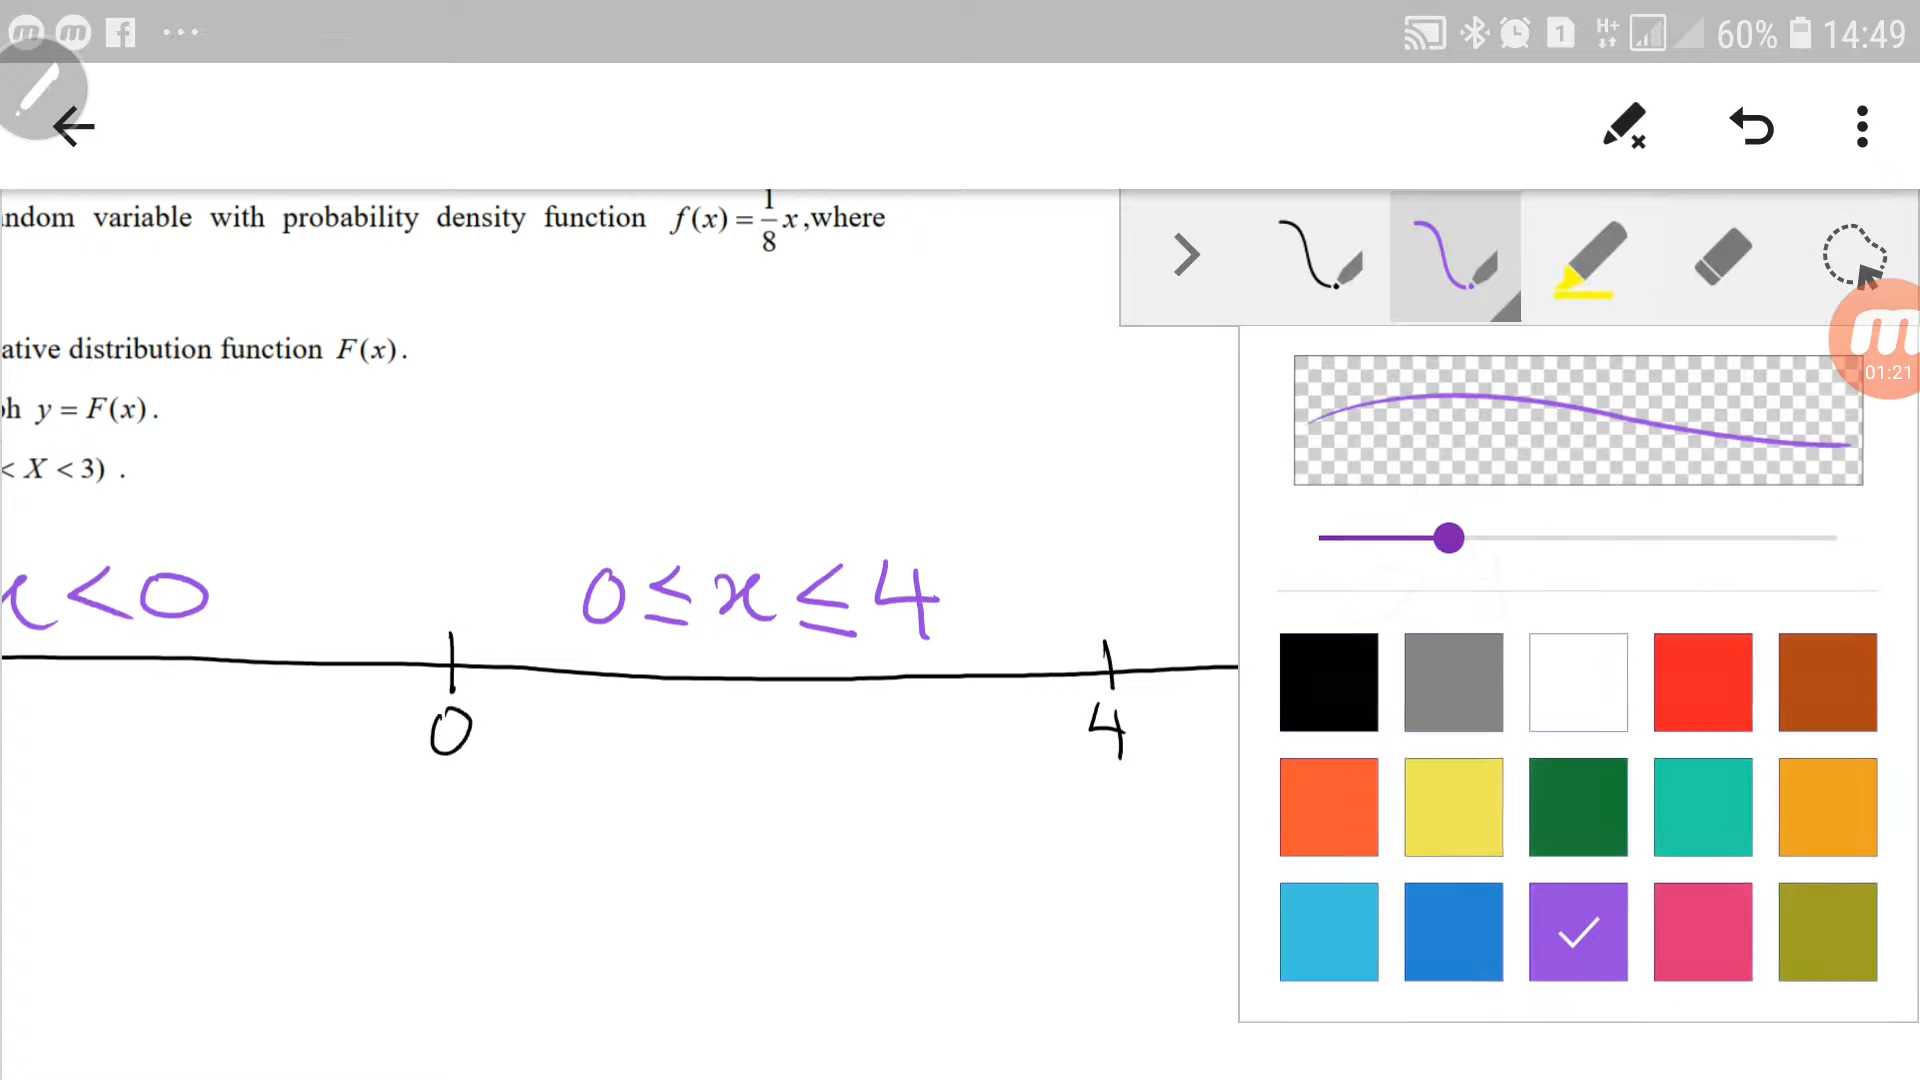 60% 14:49
ndom variable with probability density function f(x) = 1/8 x ,where
ative distribution function F(x).
h y = F(x).
< X < 3) .
01:21
x < 0
0 ≤ x ≤ 4
0
4